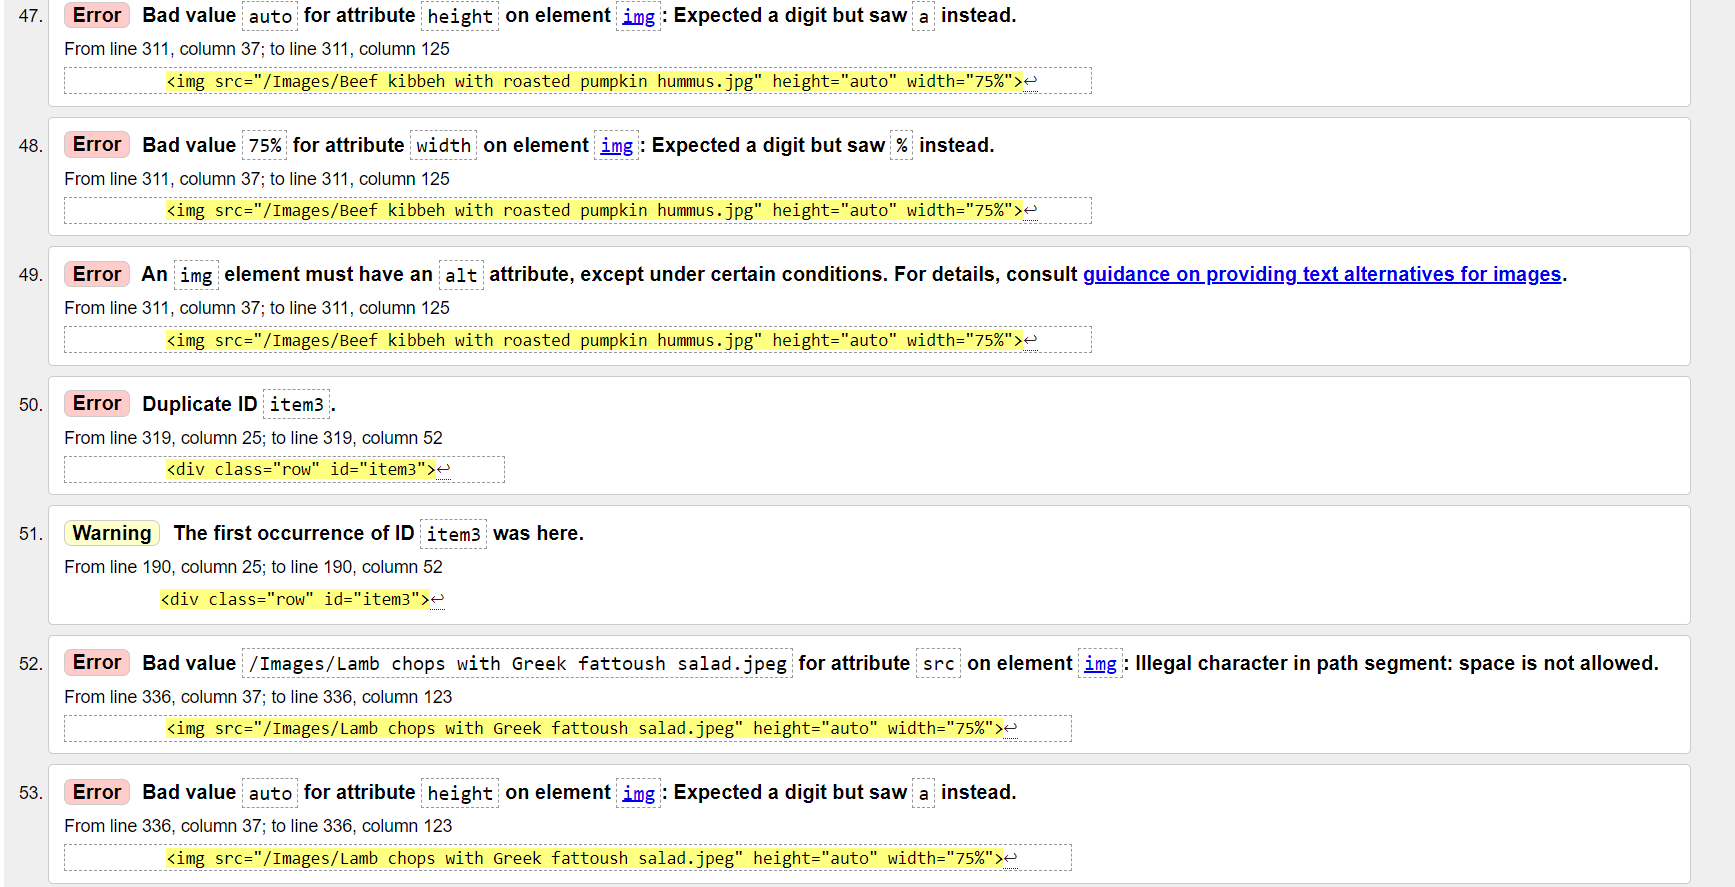 47. Error Bad value auto for attribute height on element img: Expected a digit but saw a instead.
From line 311, column 37; to line 311, column 125
<img src="/Images/Beef kibbeh with roasted pumpkin hummus.jpg" height="auto" width="75%">↩
48. Error Bad value 75% for attribute width on element img: Expected a digit but saw % instead.
From line 311, column 37; to line 311, column 125
<img src="/Images/Beef kibbeh with roasted pumpkin hummus.jpg" height="auto" width="75%">↩
49. Error An img element must have an alt attribute, except under certain conditions. For details, consult guidance on providing text alternatives for images.
From line 311, column 37; to line 311, column 125
<img src="/Images/Beef kibbeh with roasted pumpkin hummus.jpg" height="auto" width="75%">↩
50. Error Duplicate ID item3.
From line 319, column 25; to line 319, column 52
<div class="row" id="item3">↩
51. Warning The first occurrence of ID item3 was here.
From line 190, column 25; to line 190, column 52
<div class="row" id="item3">↩
52. Error Bad value /Images/Lamb chops with Greek fattoush salad.jpeg for attribute src on element img: Illegal character in path segment: space is not allowed.
From line 336, column 37; to line 336, column 123
<img src="/Images/Lamb chops with Greek fattoush salad.jpeg" height="auto" width="75%">↩
53. Error Bad value auto for attribute height on element img: Expected a digit but saw a instead.
From line 336, column 37; to line 336, column 123
<img src="/Images/Lamb chops with Greek fattoush salad.jpeg" height="auto" width="75%">↩